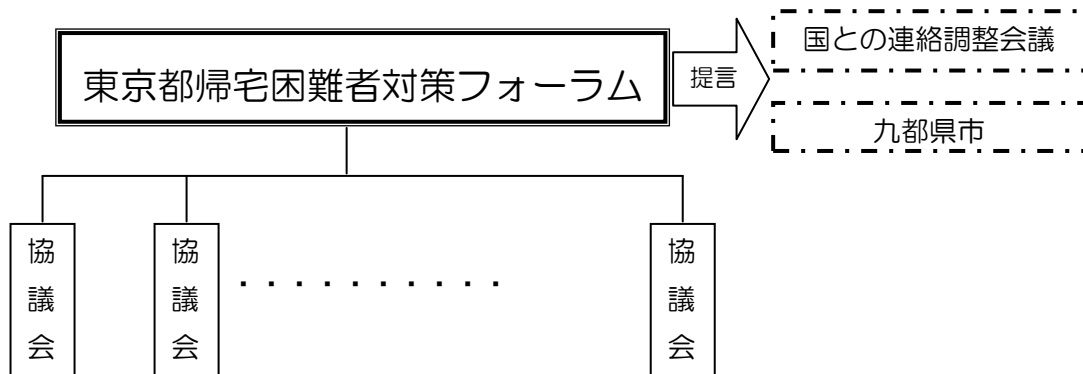 東京都帰宅困難者対策フォーラム
提言
国との連絡調整会議
九都県市
協議会
協議会
・・・・・・・・・・
協議会